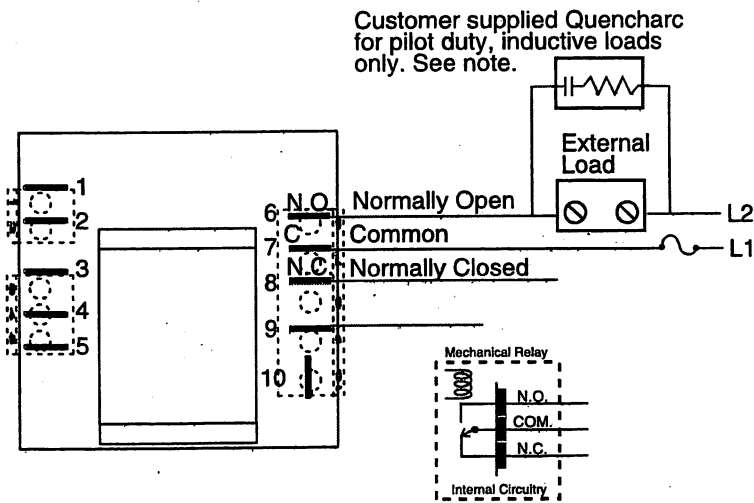 Customer supplied Quencharc
for pilot duty, inductive loads
only. See note.
External
Load
1
2
3
4
5
6 N.O. Normally Open
7 C Common
8 N.C. Normally Closed
9
10
L2
L1
Mechanical Relay
N.O.
COM.
N.C.
Internal Circuitry